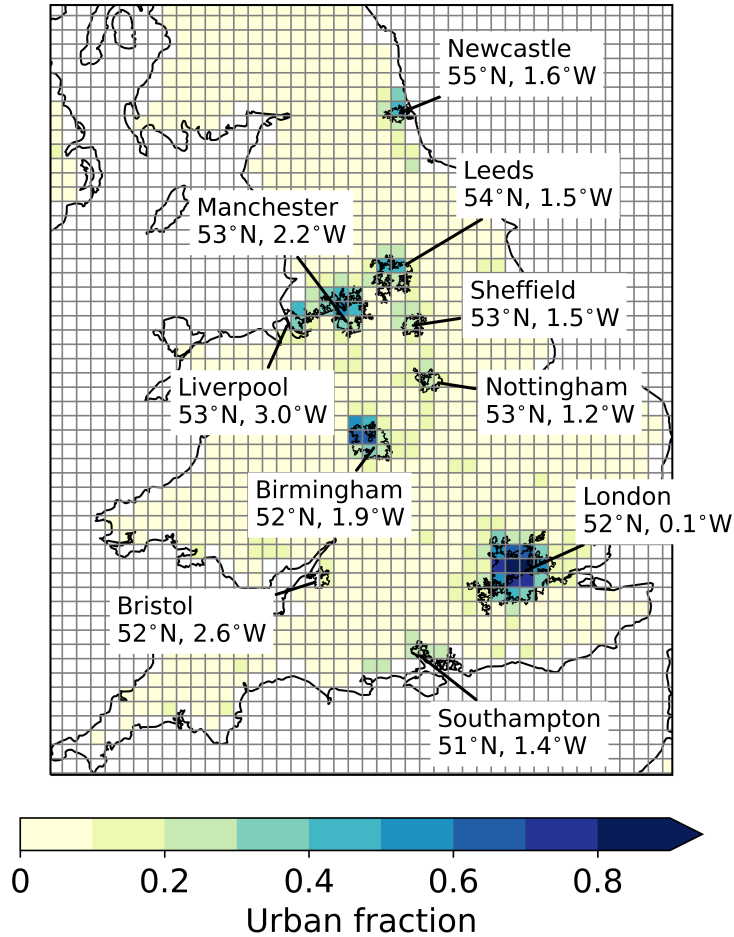 Newcastle
55°N, 1.6°W
Leeds
54°N, 1.5°W
Manchester
53°N, 2.2°W
Sheffield
53°N, 1.5°W
Liverpool
53°N, 3.0°W
Nottingham
53°N, 1.2°W
Birmingham
52°N, 1.9°W
London
52°N, 0.1°W
Bristol
52°N, 2.6°W
Southampton
51°N, 1.4°W
0 0.2 0.4 0.6 0.8
Urban fraction